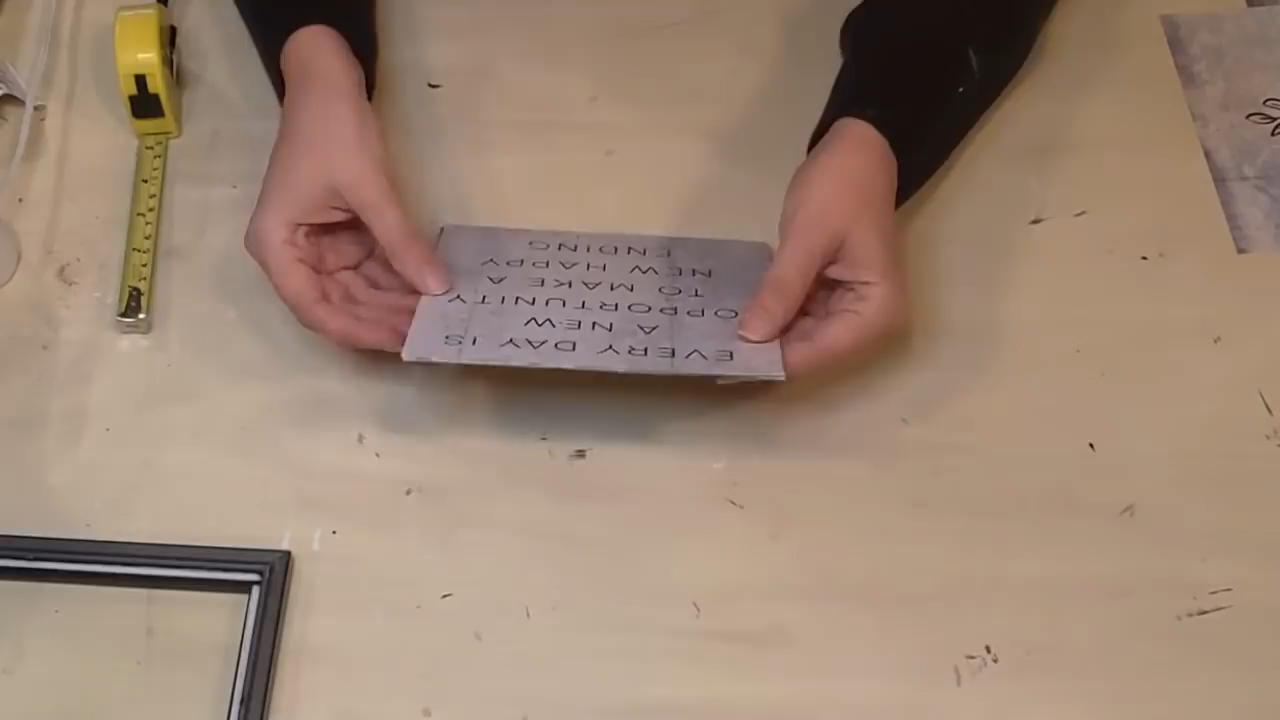 EVERY DAY IS
A NEW
OPPORTUNITY
TO MAKE A
NEW HAPPY
ENDING